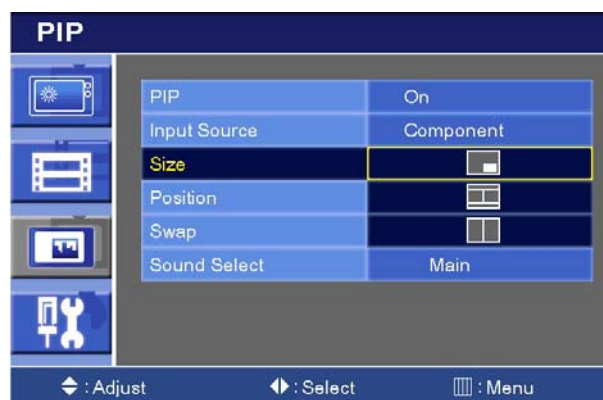 PIP
PIP On
Input Source Component
Size
Position
Swap
Sound Select Main
: Adjust : Select : Menu